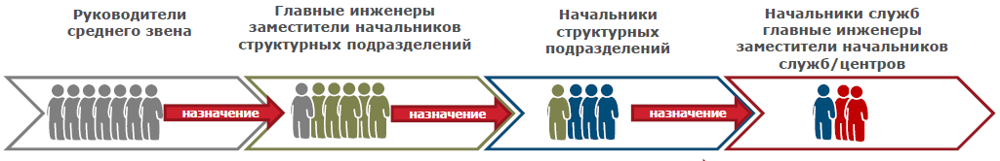 Руководители
среднего звена
Главные инженеры
заместители начальников
структурных подразделений
Начальники
структурных
подразделений
Начальники служб
главные инженеры
заместители начальников
служб/центров
назначение
назначение
назначение